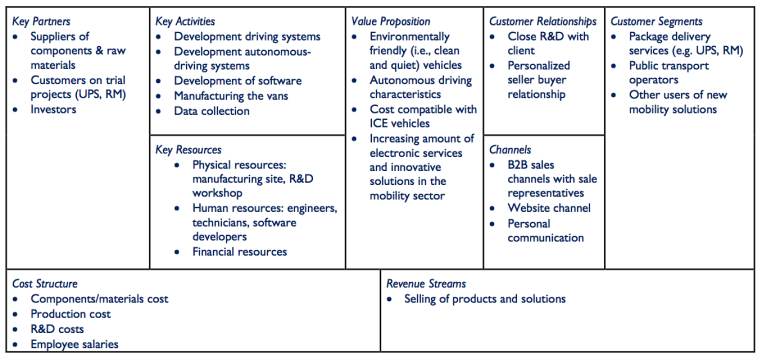 Key Partners
• Suppliers of
components & raw
materials
• Customers on trial
projects (UPS, RM)
• Investors
Key Activities
• Development driving systems
• Development autonomous-
driving systems
• Development of software
• Manufacturing the vans
• Data collection
Key Resources
• Physical resources:
manufacturing site, R&D
workshop
• Human resources: engineers,
technicians, software
developers
• Financial resources
Value Proposition
• Environmentally
friendly (i.e., clean
and quiet) vehicles
• Autonomous driving
characteristics
• Cost compatible with
ICE vehicles
• Increasing amount of
electronic services
and innovative
solutions in the
mobility sector
Customer Relationships
• Close R&D with
client
• Personalized
seller buyer
relationship
Channels
• B2B sales
channels with sale
representatives
• Website channel
• Personal
communication
Customer Segments
• Package delivery
services (e.g. UPS, RM)
• Public transport
operators
• Other users of new
mobility solutions
Cost Structure
• Components/materials cost
• Production cost
• R&D costs
• Employee salaries
Revenue Streams
• Selling of products and solutions